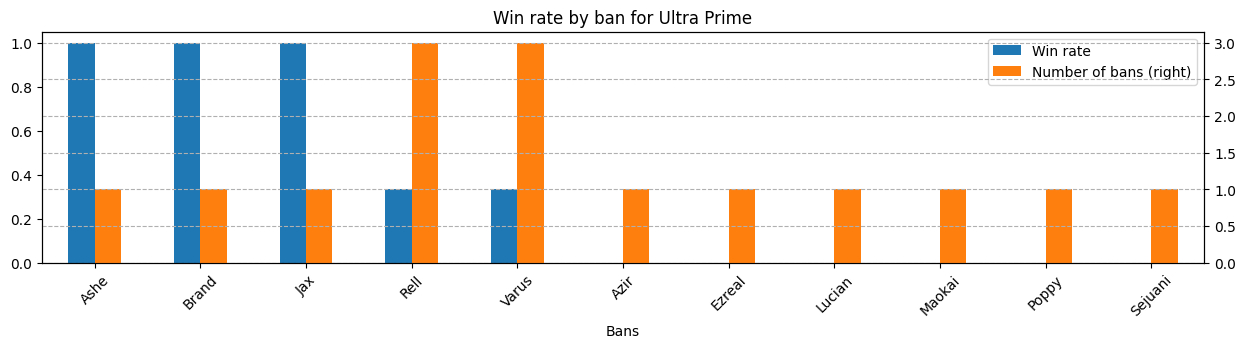 Win rate by ban for Ultra Prime
1.0
0.8
0.6
0.4
0.2
0.0
3.0
2.5
2.0
1.5
1.0
0.5
0.0
Win rate
Number of bans (right)
Ashe
Brand
Jax
Rell
Varus
Azir
Ezreal
Lucian
Maokai
Poppy
Sejuani
Bans